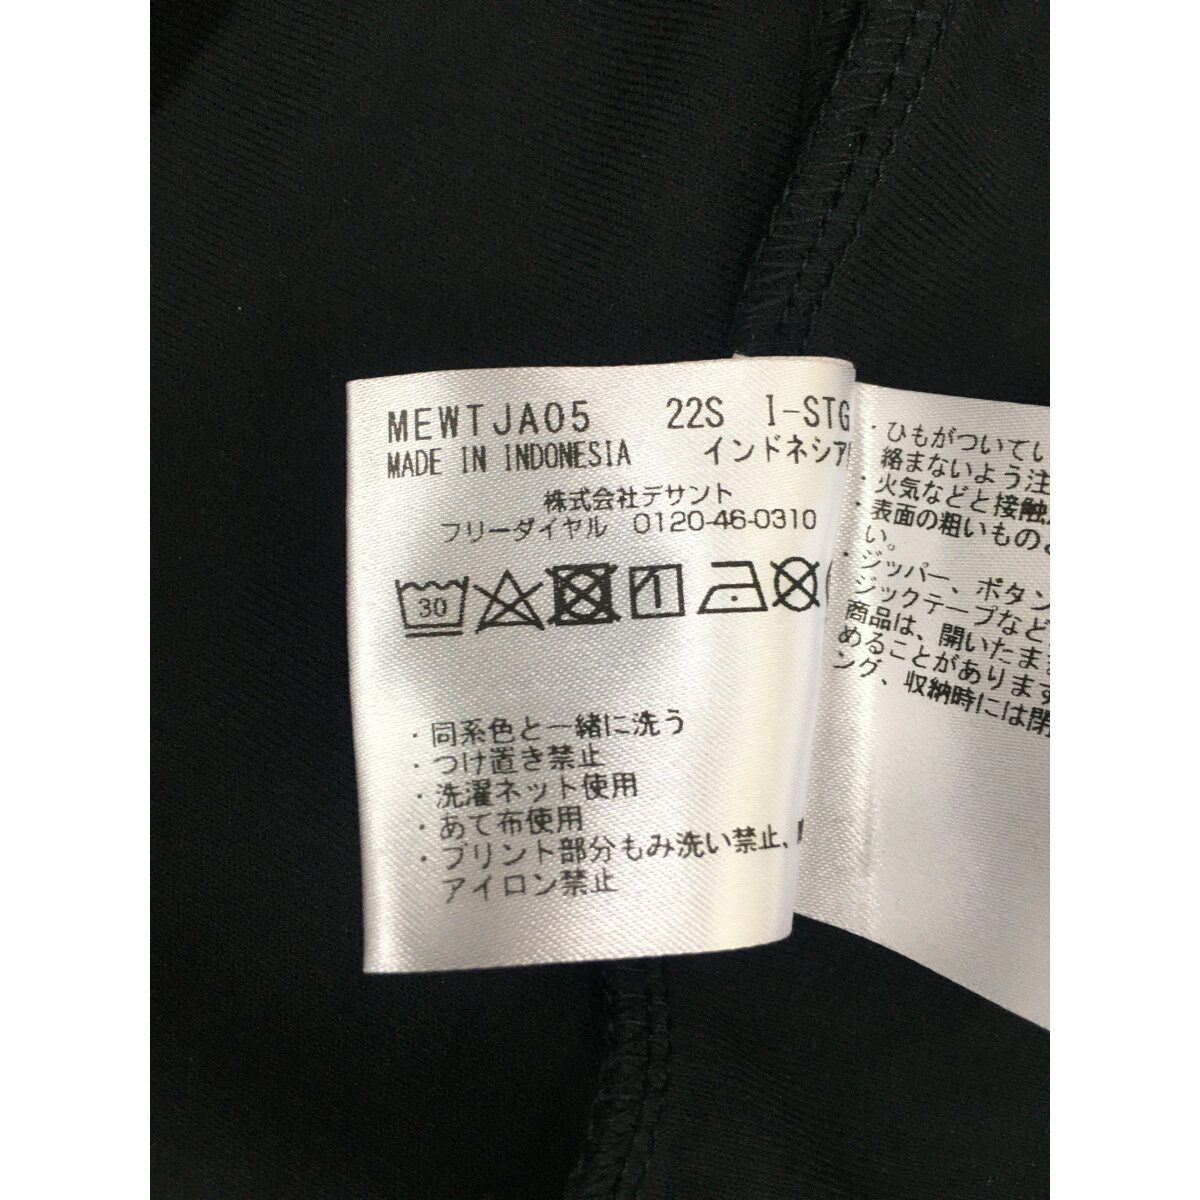 MEWTJA05 22S I-STG
MADE IN INDONESIA インドネシア
株式会社デサント
フリーダイヤル 0120-46-0310
30
・同系色と一緒に洗う
・つけ置き禁止
・洗濯ネット使用
・あて布使用
・プリント部分もみ洗い禁止、
アイロン禁止
・ひもがついてい
絡まないよう注
・火気などと接触
・表面の粗いものと
い。
・ジッパー、ボタン
ジックテープなど
商品は、開いたまま
めることがあります
ング、収納時には閉